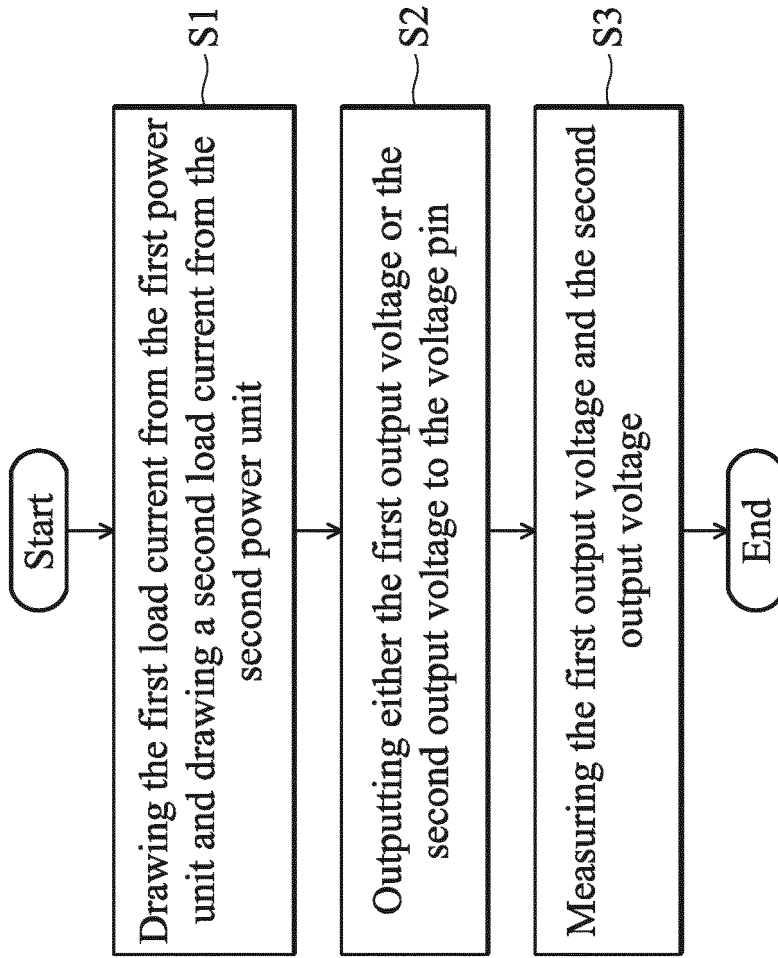 Start
Drawing the first load current from the first power
unit and drawing a second load current from the
second power unit
S1
Outputting either the first output voltage or the
second output voltage to the voltage pin
S2
Measuring the first output voltage and the second
output voltage
S3
End